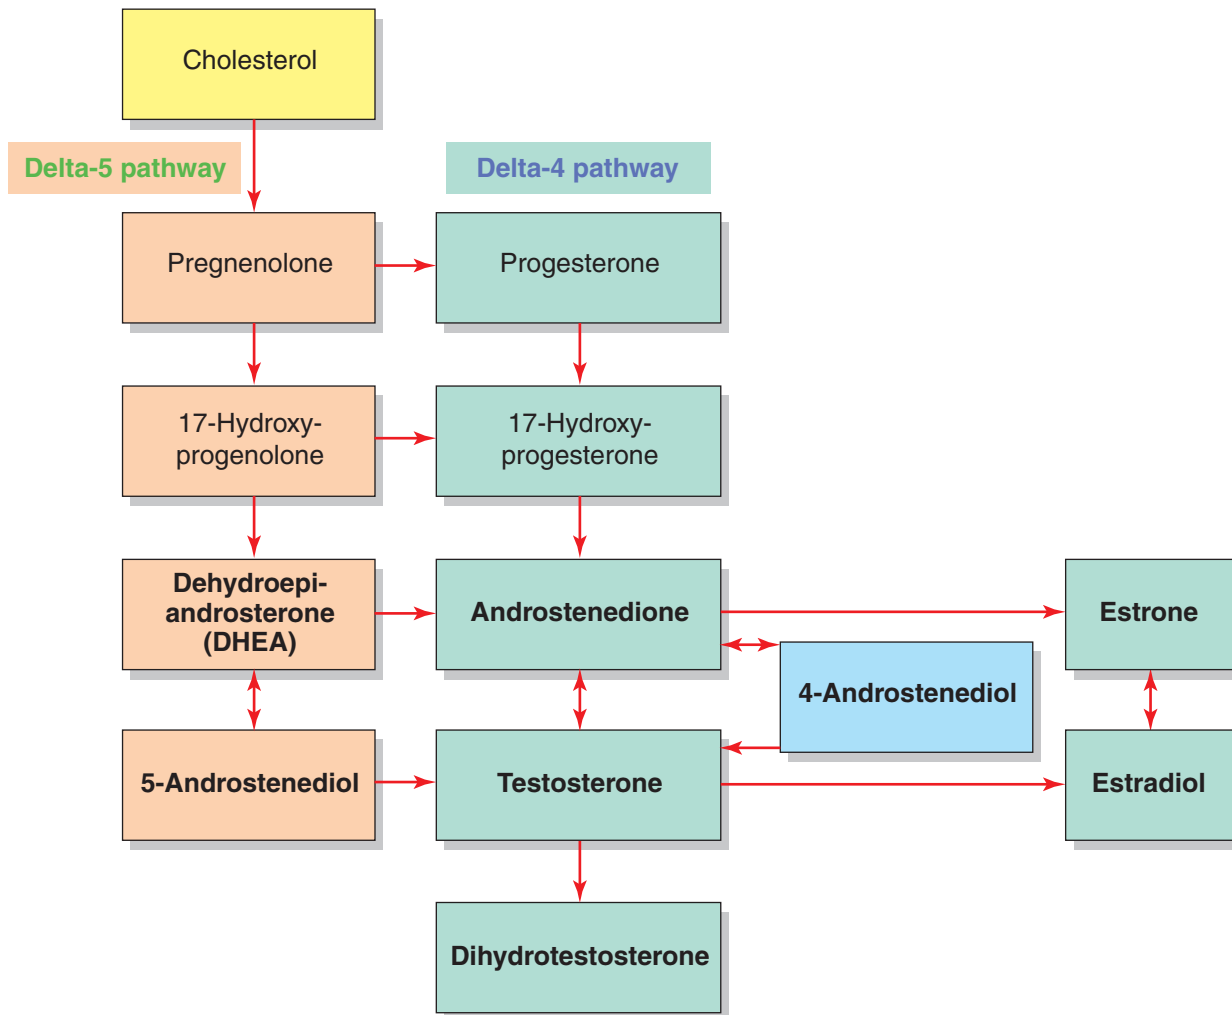 Cholesterol
Delta-5 pathway
Delta-4 pathway
Pregnenolone
Progesterone
17-Hydroxy-
progenolone
17-Hydroxy-
progesterone
Dehydroepi-
androsterone
(DHEA)
Androstenedione
Estrone
4-Androstenediol
5-Androstenediol
Testosterone
Estradiol
Dihydrotestosterone